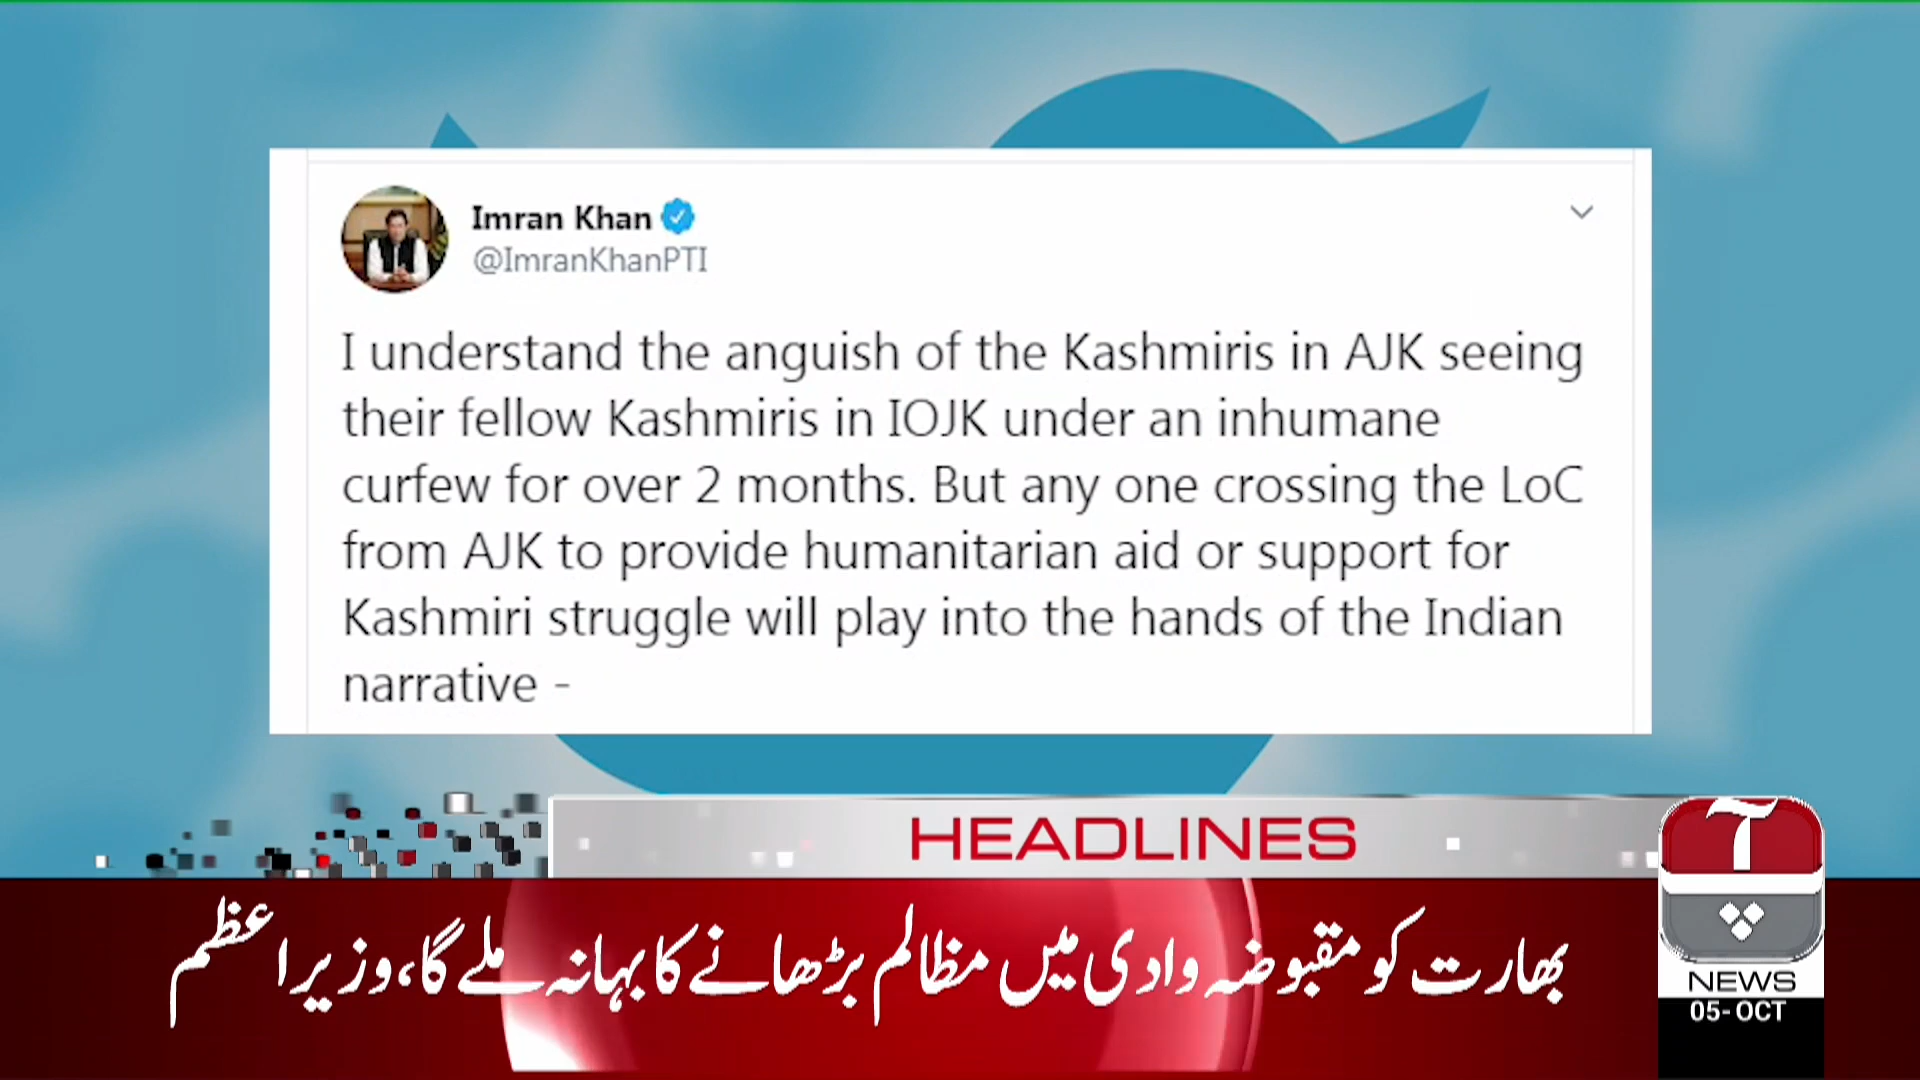 Imran Khan
@ImranKhanPTI
I understand the anguish of the Kashmiris in AJK seeing
their fellow Kashmiris in IOJK under an inhumane
curfew for over 2 months. But any one crossing the LoC
from AJK to provide humanitarian aid or support for
Kashmiri struggle will play into the hands of the Indian
narrative -
HEADLINES
بھارت کو مقبوضہ وادی میں مظالم بڑھانے کا بہانہ ملے گا، وزیراعظم
آپ
NEWS
05-OCT